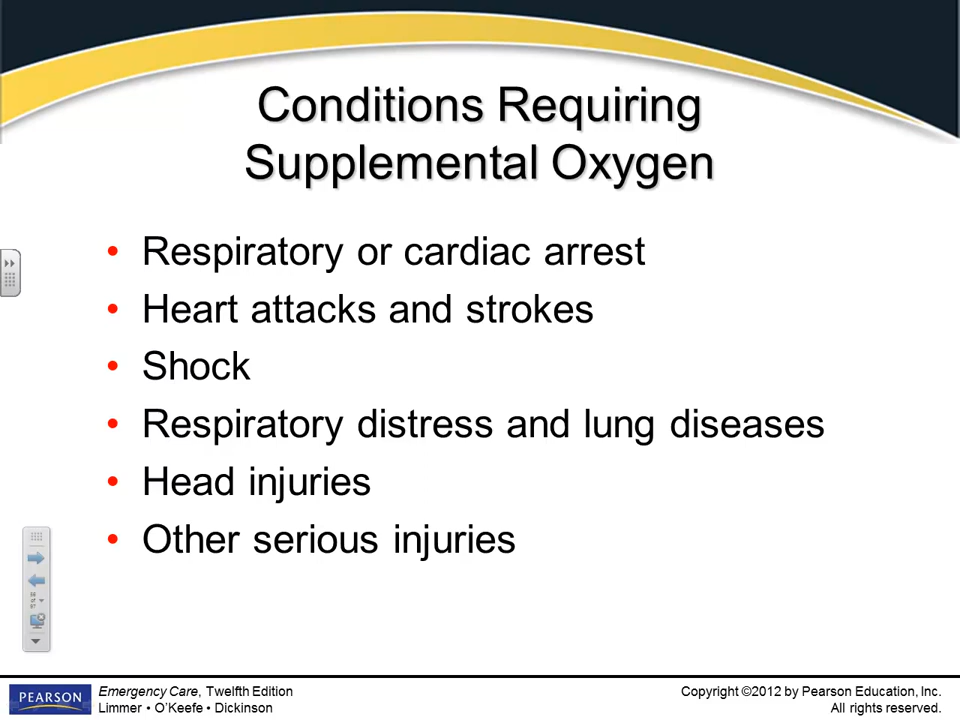 Conditions Requiring
Supplemental Oxygen
• Respiratory or cardiac arrest
• Heart attacks and strokes
• Shock
• Respiratory distress and lung diseases
• Head injuries
• Other serious injuries
PEARSON
Emergency Care, Twelfth Edition
Limmer • O'Keefe • Dickinson
Copyright ©2012 by Pearson Education, Inc.
All rights reserved.